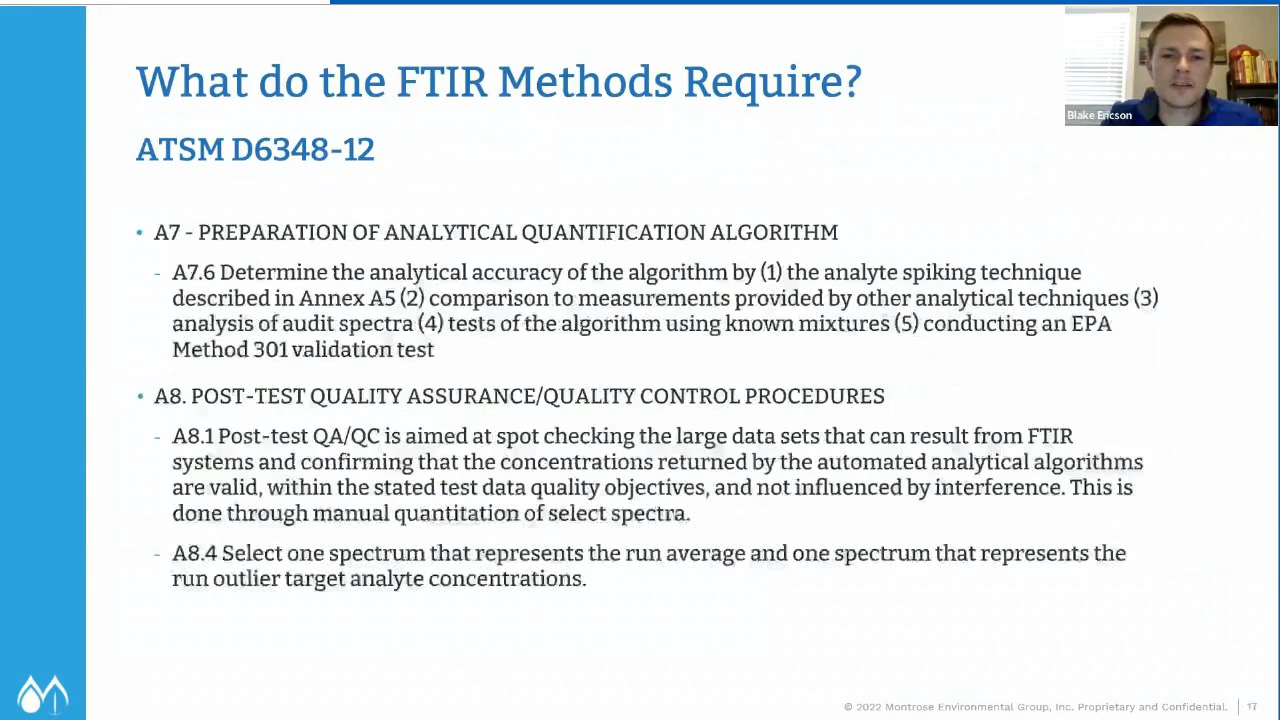 What do the FTIR Methods Require?
Blake Ericson
ATSM D6348-12
• A7 - PREPARATION OF ANALYTICAL QUANTIFICATION ALGORITHM
- A7.6 Determine the analytical accuracy of the algorithm by (1) the analyte spiking technique
described in Annex A5 (2) comparison to measurements provided by other analytical techniques (3)
analysis of audit spectra (4) tests of the algorithm using known mixtures (5) conducting an EPA
Method 301 validation test
• A8. POST-TEST QUALITY ASSURANCE/QUALITY CONTROL PROCEDURES
- A8.1 Post-test QA/QC is aimed at spot checking the large data sets that can result from FTIR
systems and confirming that the concentrations returned by the automated analytical algorithms
are valid, within the stated test data quality objectives, and not influenced by interference. This is
done through manual quantitation of select spectra.
- A8.4 Select one spectrum that represents the run average and one spectrum that represents the
run outlier target analyte concentrations.
© 2022 Montrose Environmental Group, Inc. Proprietary and Confidential. | 17